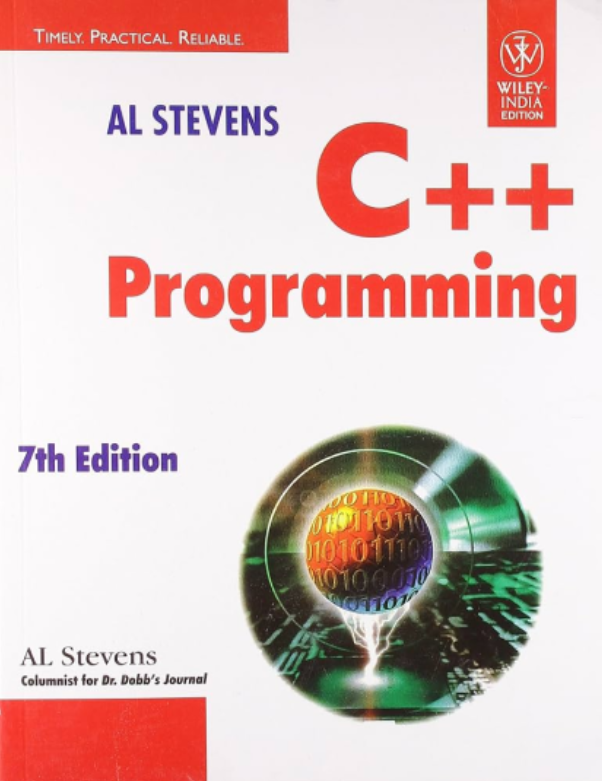 TIMELY. PRACTICAL. RELIABLE.
WILEY-
INDIA
EDITION
AL STEVENS
C++
Programming
7th Edition
AL Stevens
Columnist for Dr. Dobb's Journal